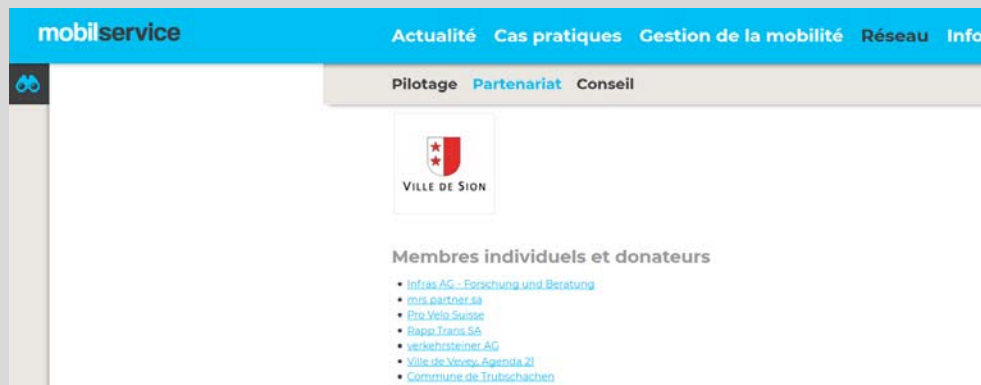 mobilservice
Actualité Cas pratiques Gestion de la mobilité Réseau Info
Pilotage Partenariat Conseil
VILLE DE SION
Membres individuels et donateurs
• Infras AG - Forschung und Beratung
• mrs partner sa
• Pro Velo Suisse
• Rapp Trans SA
• verkehrsteiner AG
• Ville de Vevey, Agenda 21
• Commune de Trubschachen